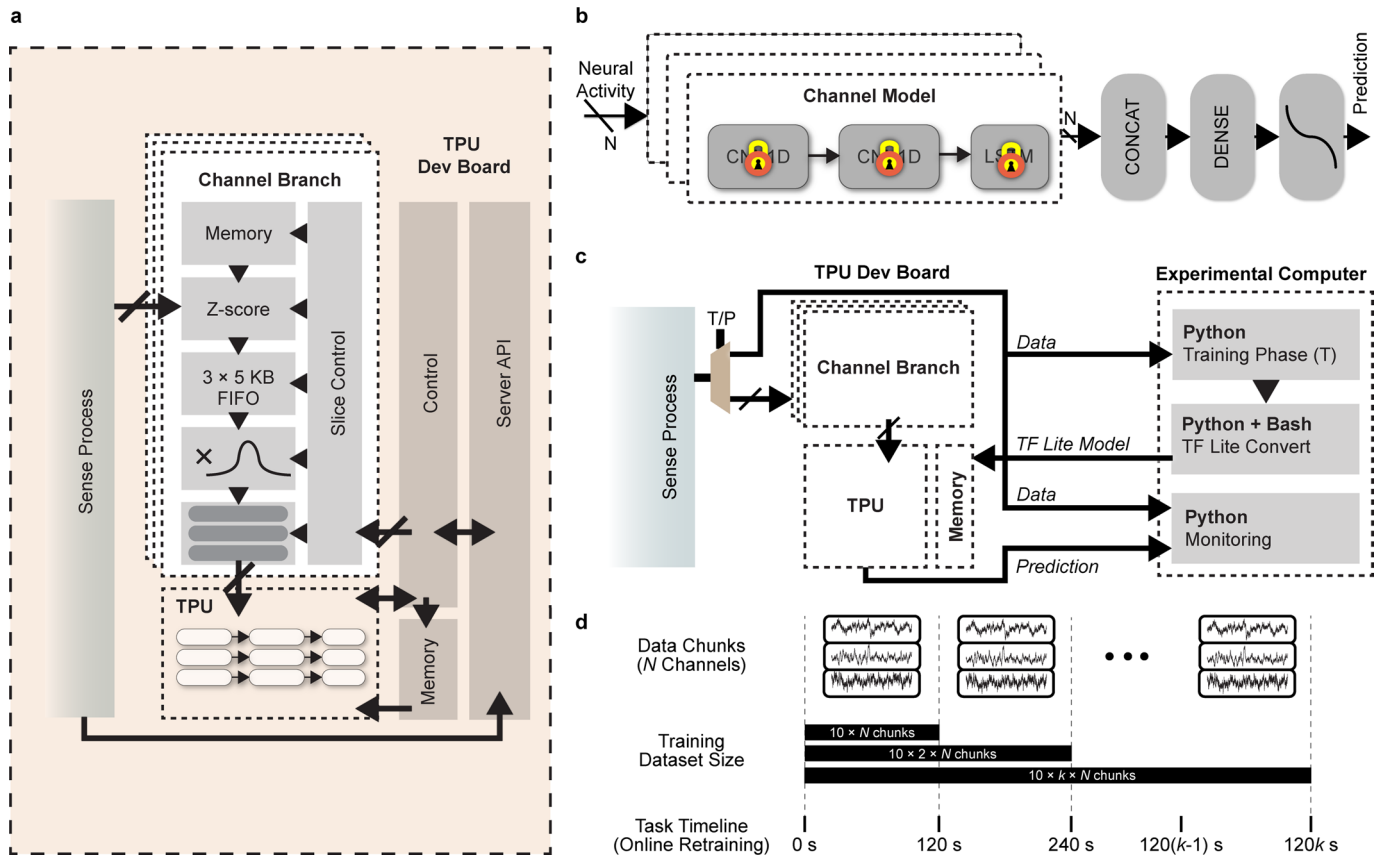 a
TPU
Dev Board
Channel Branch
Sense Process
Memory
Z-score
3 × 5 KB
FIFO
×
Slice Control
Control
Server API
TPU
Memory
b
Neural
Activity
N
Channel Model
N
CONCAT
DENSE
Prediction
c
TPU Dev Board
Experimental Computer
Sense Process
T/P
Channel Branch
TPU
Memory
Data
TF Lite Model
Data
Prediction
Python
Training Phase (T)
Python + Bash
TF Lite Convert
Python
Monitoring
d
Data Chunks
(N Channels)
Training
Dataset Size
10 × N chunks
10 × 2 × N chunks
10 × k × N chunks
Task Timeline
(Online Retraining)
0 s
120 s
240 s
120(k-1) s
120k s